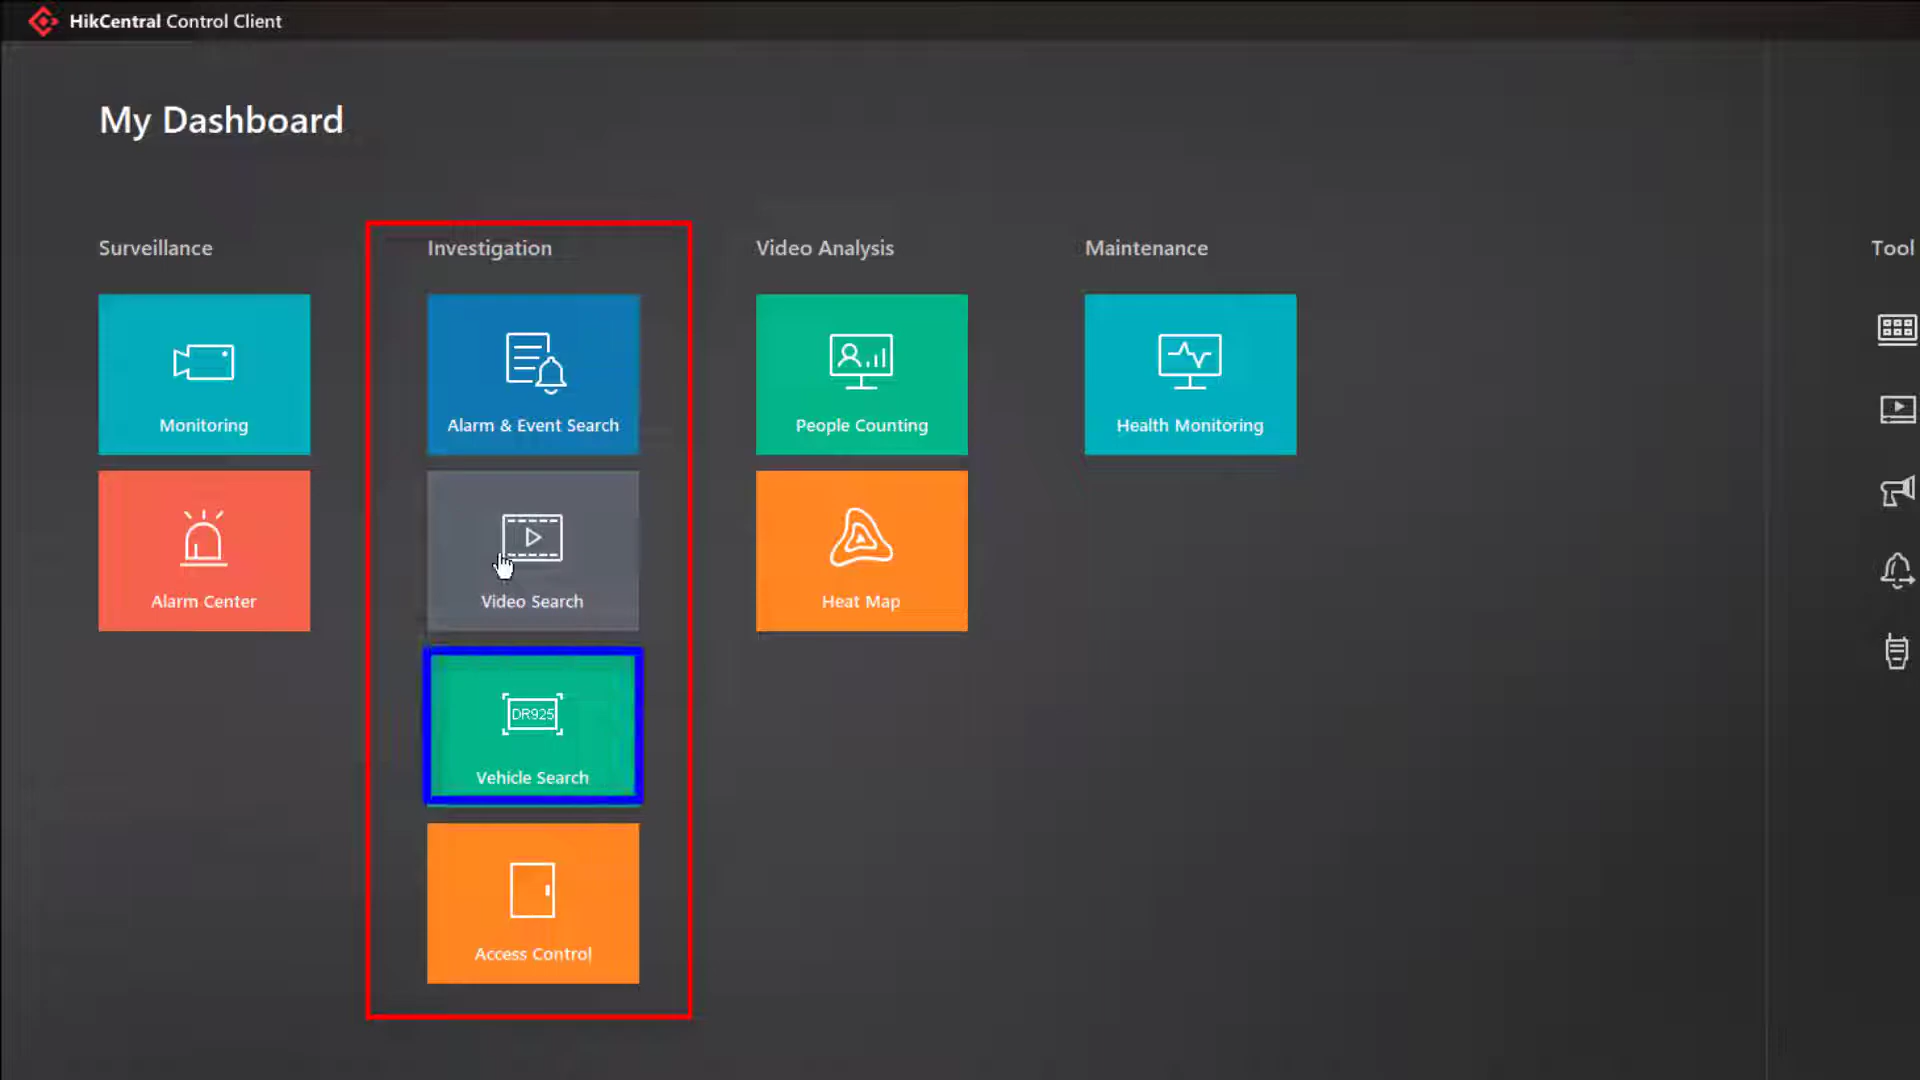 HikCentral Control Client
My Dashboard
Surveillance
Investigation
Video Analysis
Maintenance
Tool
Monitoring
Alarm & Event Search
People Counting
Health Monitoring
Alarm Center
Video Search
Heat Map
DR925
Vehicle Search
Access Control